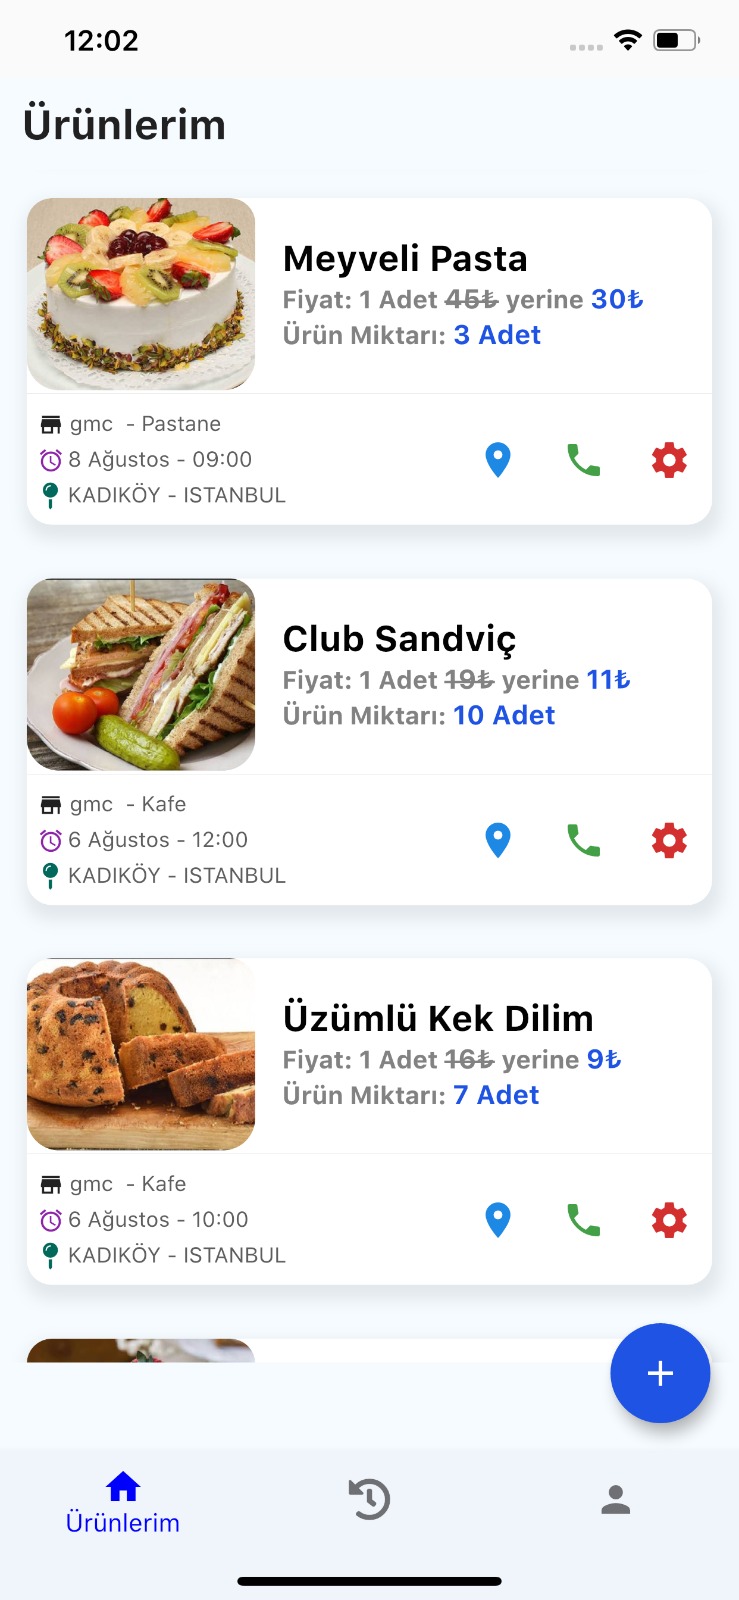 12:02
Ürünlerim
Meyveli Pasta
Fiyat: 1 Adet 45₺ yerine 30₺
Ürün Miktarı: 3 Adet
gmc - Pastane
8 Ağustos - 09:00
KADIKÖY - ISTANBUL
Club Sandviç
Fiyat: 1 Adet 19₺ yerine 11₺
Ürün Miktarı: 10 Adet
gmc - Kafe
6 Ağustos - 12:00
KADIKÖY - ISTANBUL
Üzümlü Kek Dilim
Fiyat: 1 Adet 16₺ yerine 9₺
Ürün Miktarı: 7 Adet
gmc - Kafe
6 Ağustos - 10:00
KADIKÖY - ISTANBUL
Ürünlerim